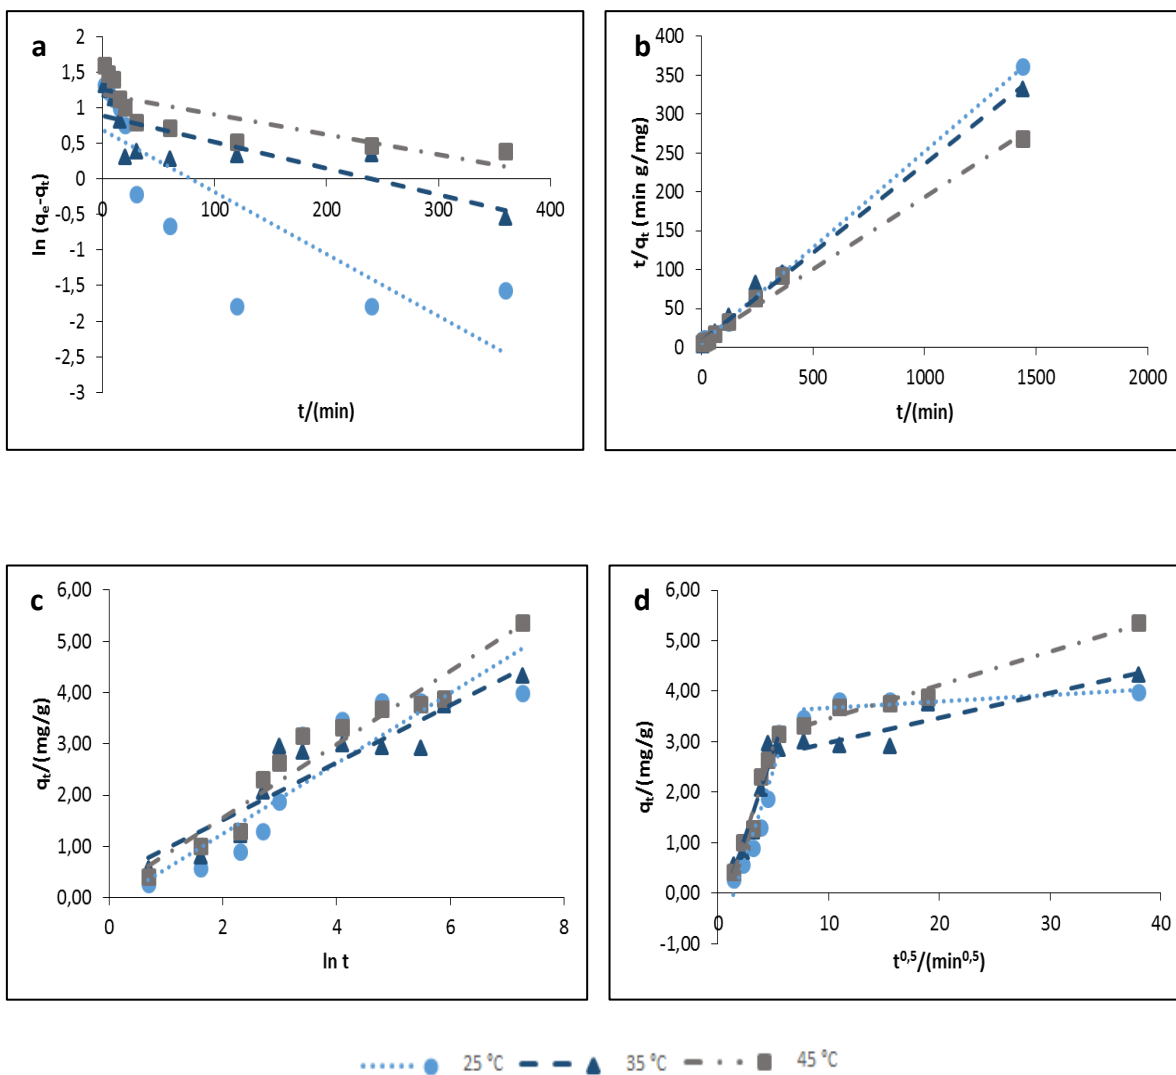 a
2
1,5
1
0,5
0
-0,5
-1
-1,5
-2
-2,5
-3
0 100 200 300 400
ln (qe-qt)
t/(min)
b
400
350
300
250
200
150
100
50
0
0 500 1000 1500 2000
t/qt (min g/mg)
t/(min)
c
6,00
5,00
4,00
3,00
2,00
1,00
0,00
0 2 4 6 8
qt/(mg/g)
ln t
d
6,00
5,00
4,00
3,00
2,00
1,00
0,00
-1,00
0 10 20 30 40
qt/(mg/g)
t0,5/(min0,5)
25 °C 35 °C 45 °C